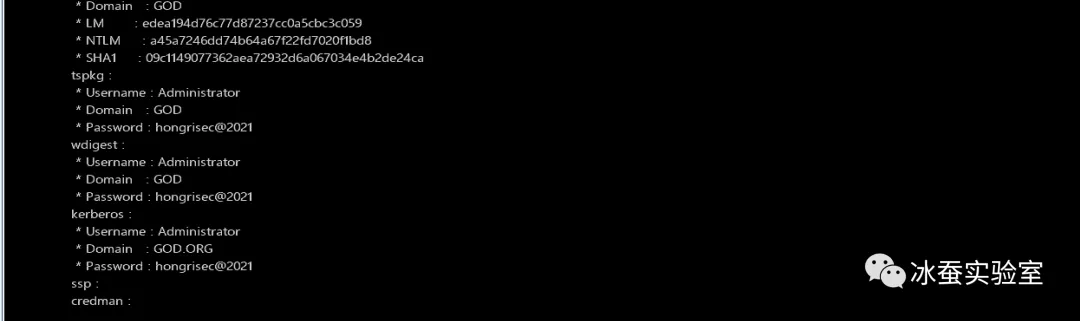 * Domain : GOD
* LM : edea194d76c77d87237cc0a5cbc3c059
* NTLM : a45a7246dd74b64a67f22fd7020f1bd8
* SHA1 : 09c1149077362aea72932d6a067034e4b2de24ca
tspkg :
* Username : Administrator
* Domain : GOD
* Password : hongrisec@2021
wdigest :
* Username : Administrator
* Domain : GOD
* Password : hongrisec@2021
kerberos :
* Username : Administrator
* Domain : GOD.ORG
* Password : hongrisec@2021
ssp :
credman :
冰蚕实验室